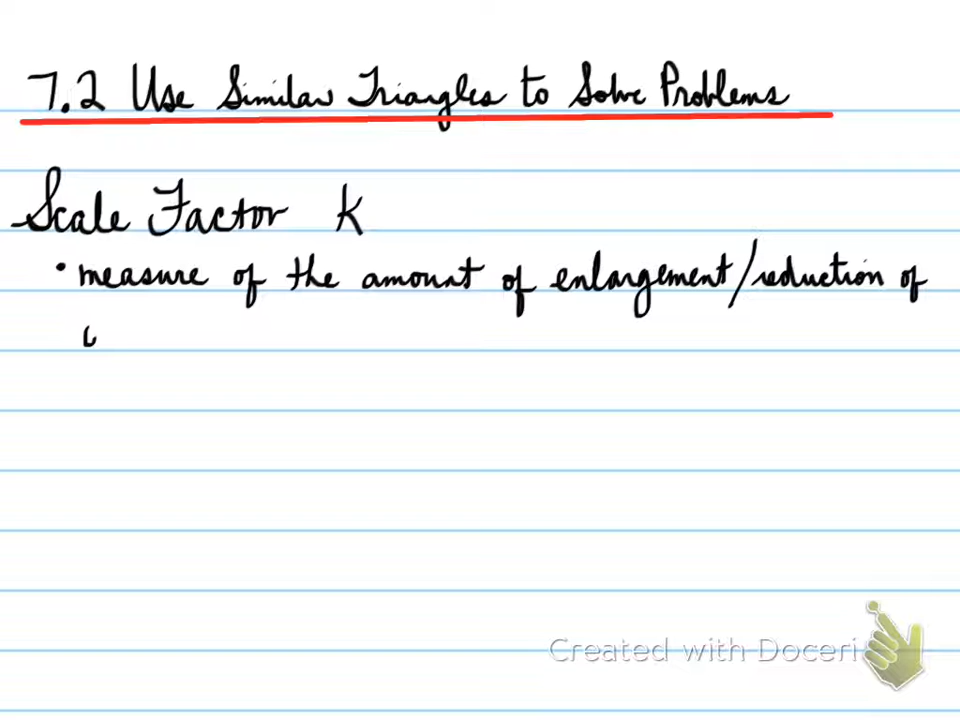 7.2 Use Similar Triangles to Solve Problems
Scale Factor k
• measure of the amount of enlargement/reduction of
Created with Doceri